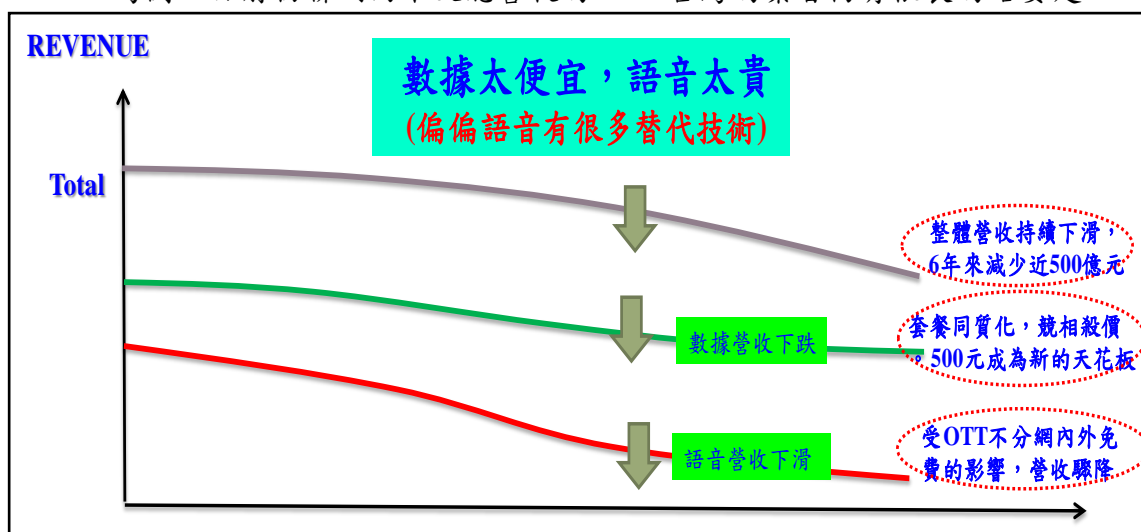 REVENUE
數據太便宜，語音太貴
(偏偏語音有很多替代技術)
Total
整體營收持續下滑，
6年來減少近500億元
數據營收下跌
套餐同質化，競相殺價
。500元成為新的天花板
語音營收下滑
受OTT不分網內外免
費的影響，營收驟降